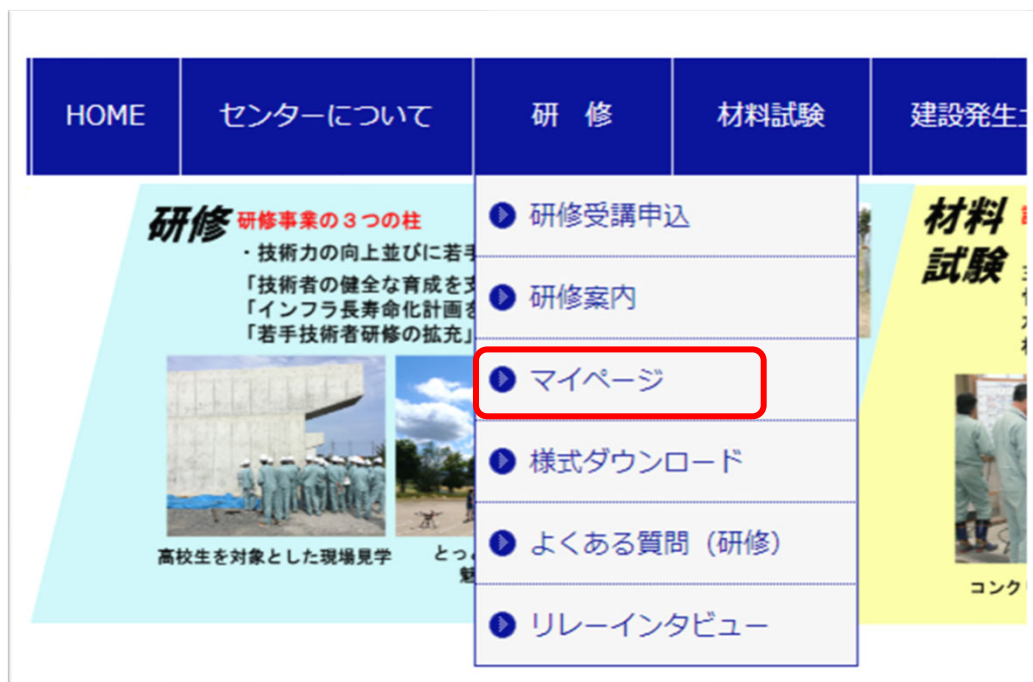 HOME センターについて 研　修 材料試験 建設発生
研修 研修事業の３つの柱
・技術力の向上並びに若手
「技術者の健全な育成を支
「インフラ長寿命化計画を
「若手技術者研修の拡充」
高校生を対象とした現場見学
とっ
魅
研修受講申込
研修案内
マイページ
様式ダウンロード
よくある質問（研修）
リレーインタビュー
材料
試験
コンク